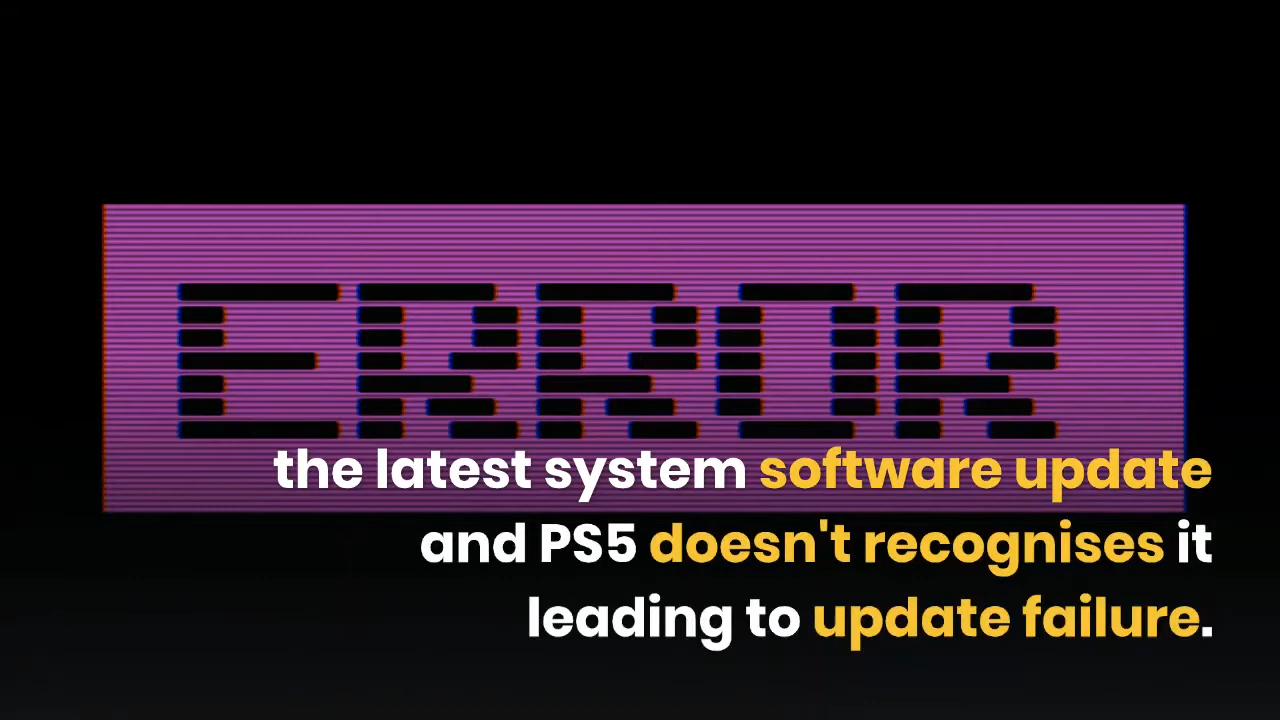 ERROR
the latest system software update
and PS5 doesn't recognises it
leading to update failure.